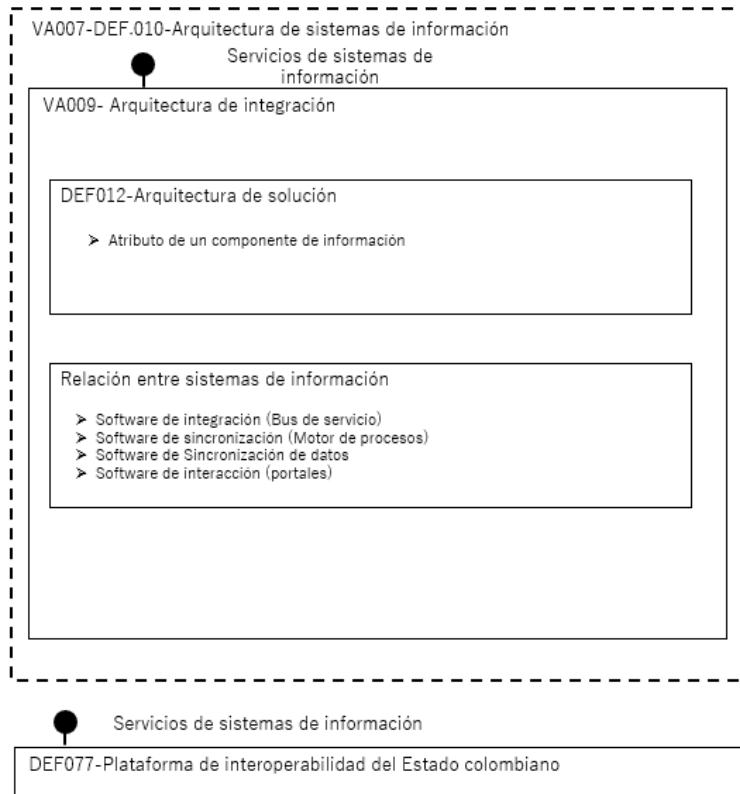 VA007-DEF.010-Arquitectura de sistemas de información
Servicios de sistemas de
información
VA009- Arquitectura de integración
DEF012-Arquitectura de solución
➢ Atributo de un componente de información
Relación entre sistemas de información
➢ Software de integración (Bus de servicio)
➢ Software de sincronización (Motor de procesos)
➢ Software de Sincronización de datos
➢ Software de interacción (portales)
Servicios de sistemas de información
DEF077-Plataforma de interoperabilidad del Estado colombiano